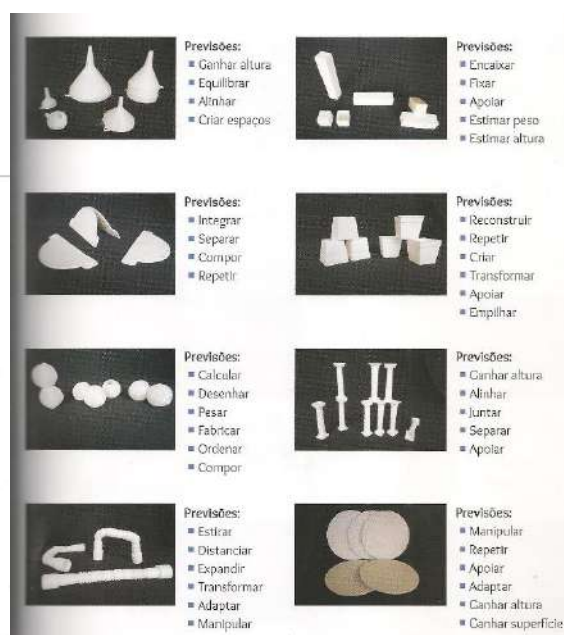 Previsões:
Ganhar altura
Equilibrar
Alinhar
Criar espaços
Previsões:
Encaixar
Fixar
Apoiar
Estimar peso
Estimar altura
Previsões:
Integrar
Separar
Compor
Repetir
Previsões:
Reconstruir
Repetir
Criar
Transformar
Apoiar
Empilhar
Previsões:
Calcular
Desenhar
Pesar
Fabricar
Ordenar
Compor
Previsões:
Ganhar altura
Alinhar
Juntar
Separar
Apoiar
Previsões:
Estirar
Distanciar
Expandir
Transformar
Adaptar
Manipular
Previsões:
Manipular
Repetir
Apoiar
Adaptar
Ganhar altura
Ganhar superfície